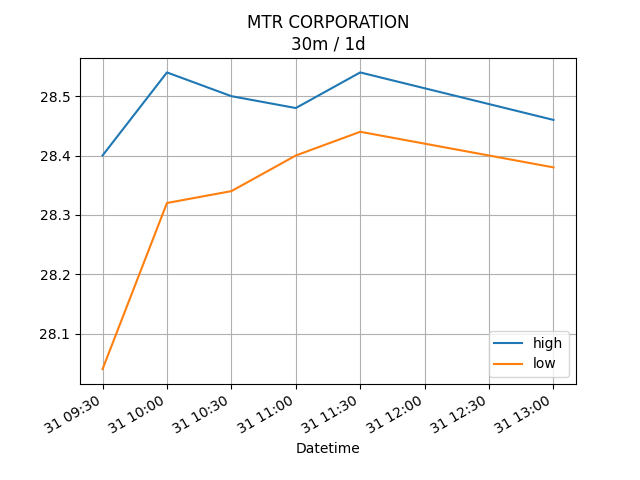 MTR CORPORATION
30m / 1d
28.5
28.4
28.3
28.2
28.1
high
low
31 09:30
31 10:00
31 10:30
31 11:00
31 11:30
31 12:00
31 12:30
31 13:00
Datetime